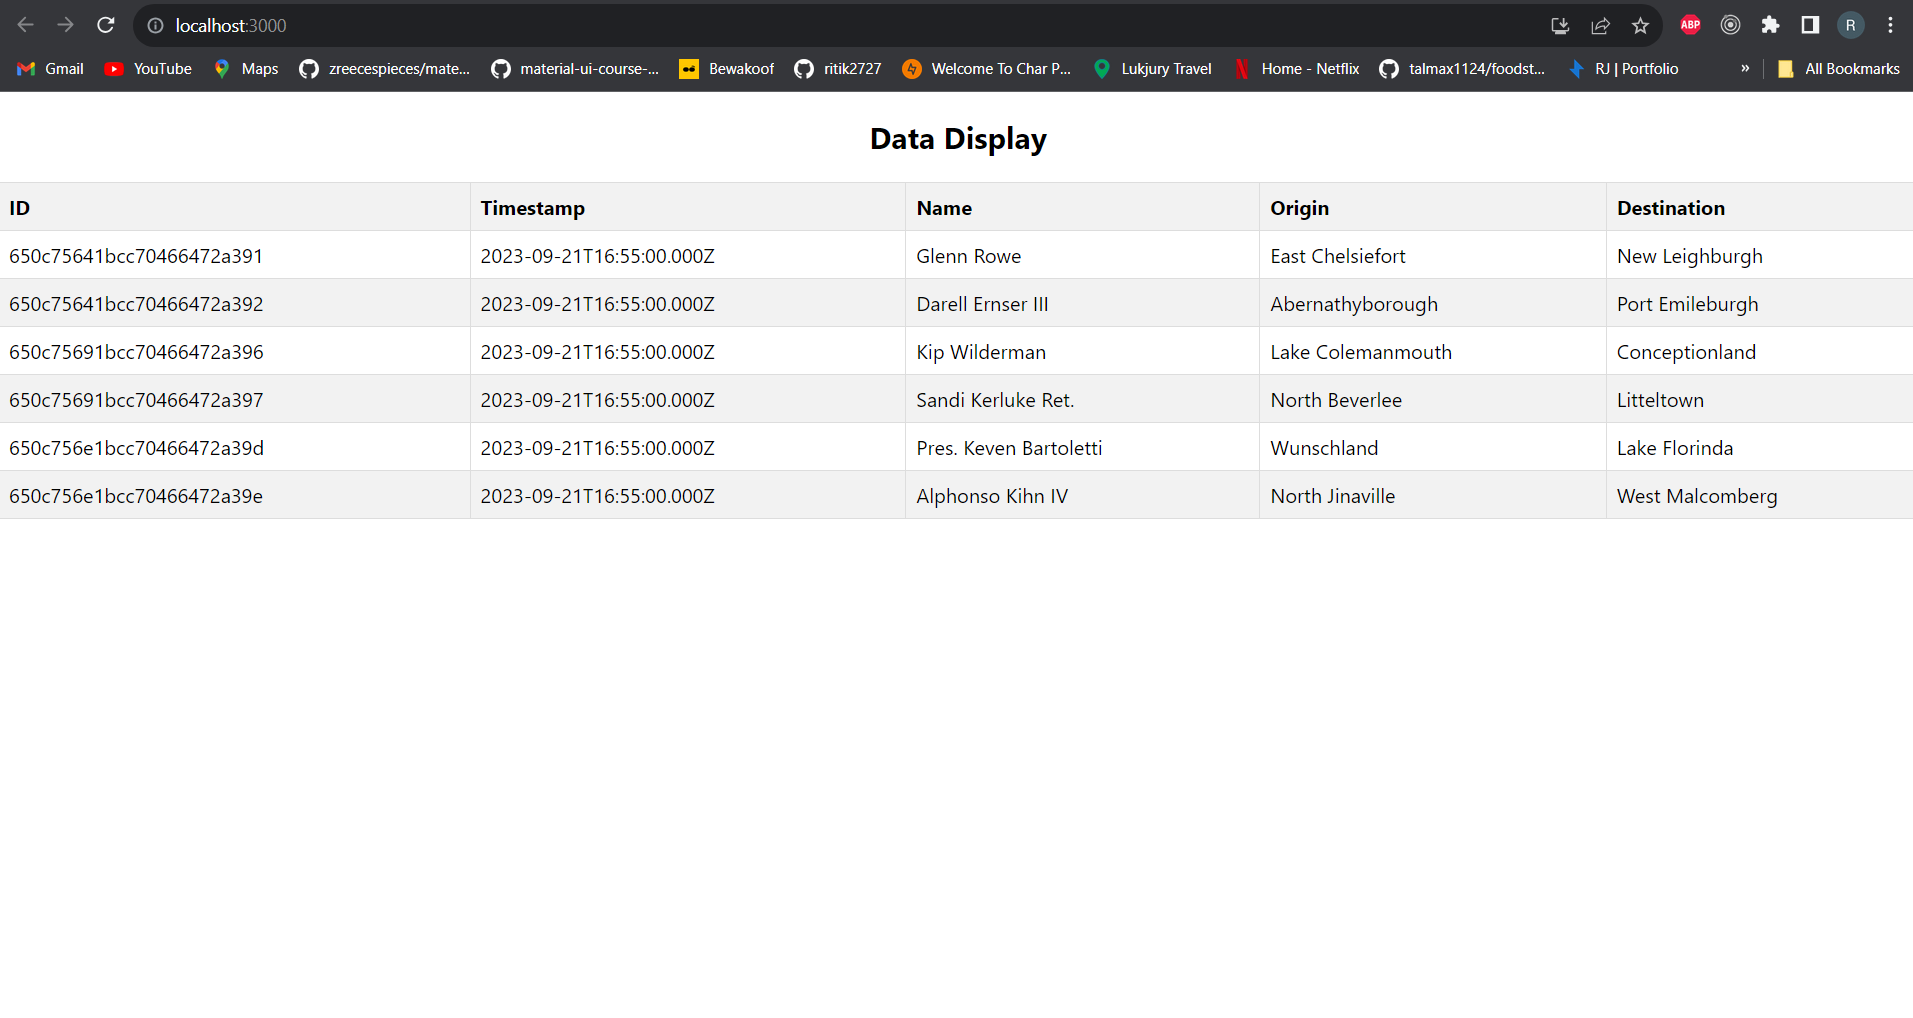 localhost:3000
ABP R
Gmail YouTube Maps zreecespieces/mate... material-ui-course-... Bewakoof ritik2727 Welcome To Char P... Lukjury Travel Home - Netflix talmax1124/foodst... RJ | Portfolio » All Bookmarks
Data Display
ID Timestamp Name Origin Destination
650c75641bcc70466472a391 2023-09-21T16:55:00.000Z Glenn Rowe East Chelsiefort New Leighburgh
650c75641bcc70466472a392 2023-09-21T16:55:00.000Z Darell Ernser III Abernathyborough Port Emileburgh
650c75691bcc70466472a396 2023-09-21T16:55:00.000Z Kip Wilderman Lake Colemanmouth Conceptionland
650c75691bcc70466472a397 2023-09-21T16:55:00.000Z Sandi Kerluke Ret. North Beverlee Litteltown
650c756e1bcc70466472a39d 2023-09-21T16:55:00.000Z Pres. Keven Bartoletti Wunschland Lake Florinda
650c756e1bcc70466472a39e 2023-09-21T16:55:00.000Z Alphonso Kihn IV North Jinaville West Malcomberg